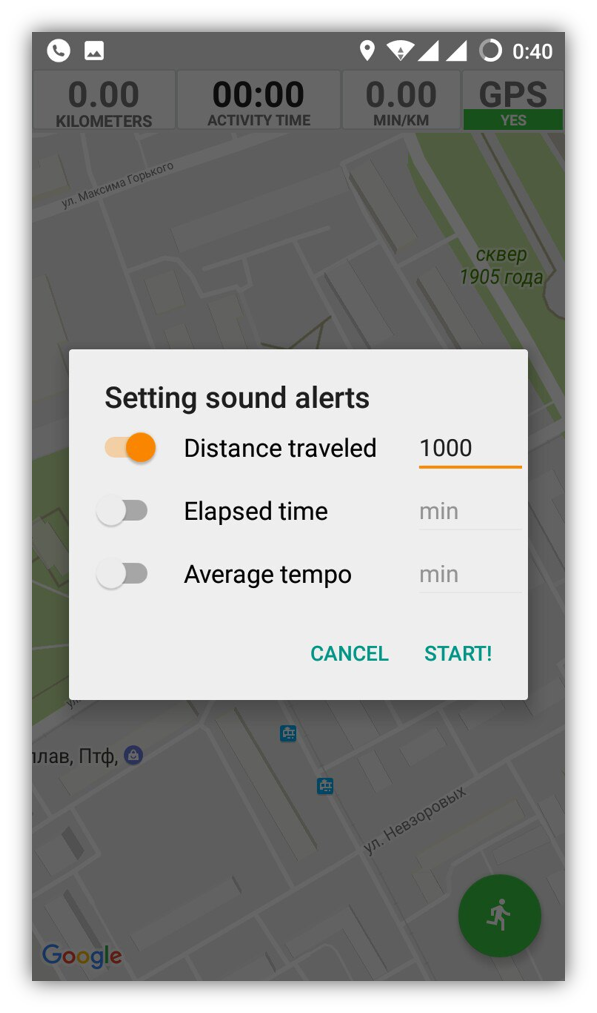 0:40
0.00 00:00 0.00 GPS
KILOMETERS ACTIVITY TIME MIN/KM YES
ул. Максима Горького
сквер
1905 года
Setting sound alerts
Distance traveled 1000
Elapsed time min
Average tempo min
CANCEL START!
Птф,
ул. Невзоровых
Google